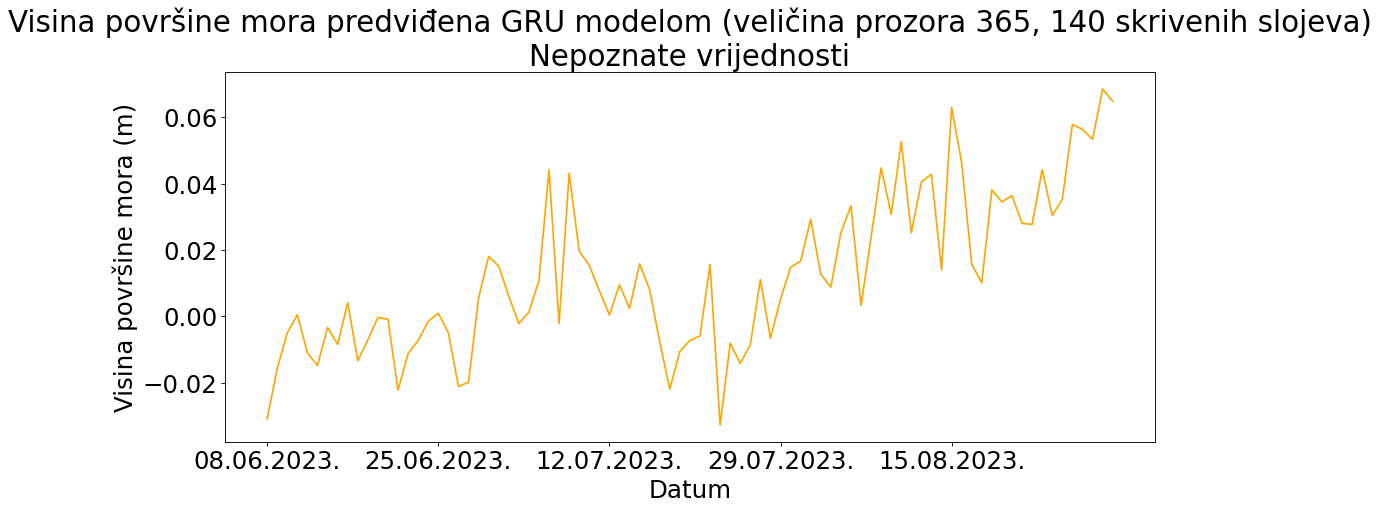 Visina površine mora predviđena GRU modelom (veličina prozora 365, 140 skrivenih slojeva)
Nepoznate vrijednosti
Visina površine mora (m)
0.06
0.04
0.02
0.00
−0.02
08.06.2023. 25.06.2023. 12.07.2023. 29.07.2023. 15.08.2023.
Datum